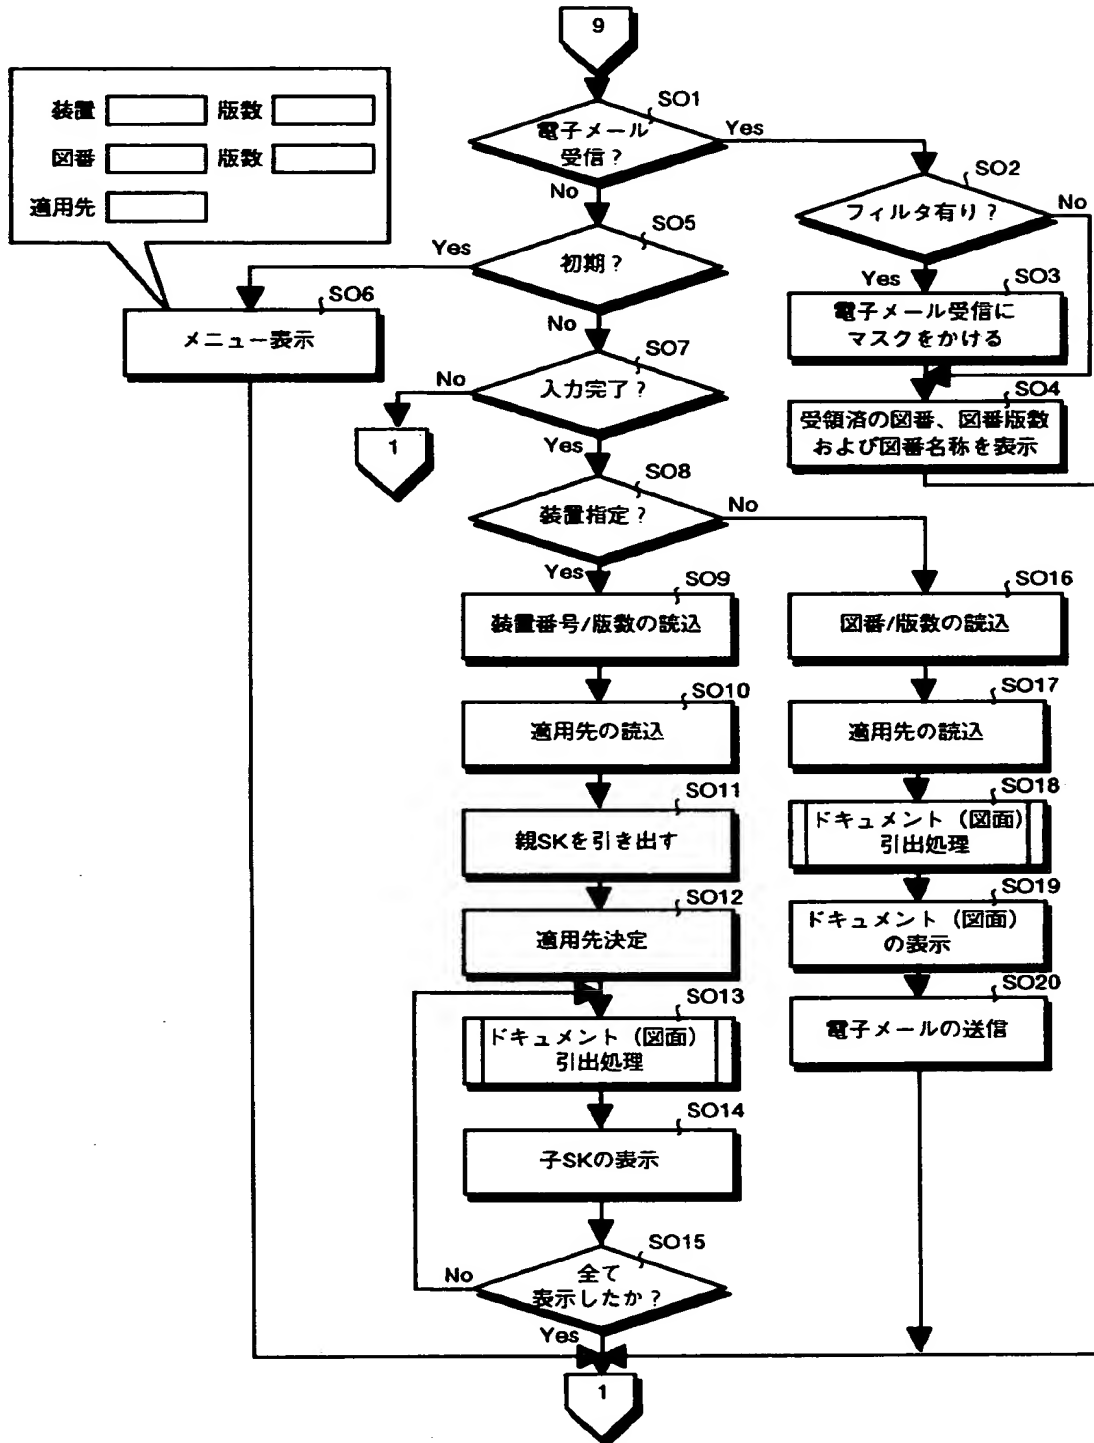 9
SO1
電子メール
受信？
Yes
No
装置 版数
図番 版数
適用先
SO2
フィルタ有り？
No
Yes
SO3
電子メール受信に
マスクをかける
SO4
受領済の図番、図番版数
および図番名称を表示
SO5
初期？
Yes
No
SO6
メニュー表示
SO7
入力完了？
No
Yes
1
SO8
装置指定？
No
Yes
SO9
装置番号/版数の読込
SO10
適用先の読込
SO11
親SKを引き出す
SO12
適用先決定
SO13
ドキュメント（図面）
引出処理
SO14
子SKの表示
SO15
全て
表示したか？
No
Yes
SO16
図番/版数の読込
SO17
適用先の読込
SO18
ドキュメント（図面）
引出処理
SO19
ドキュメント（図面）
の表示
SO20
電子メールの送信
1